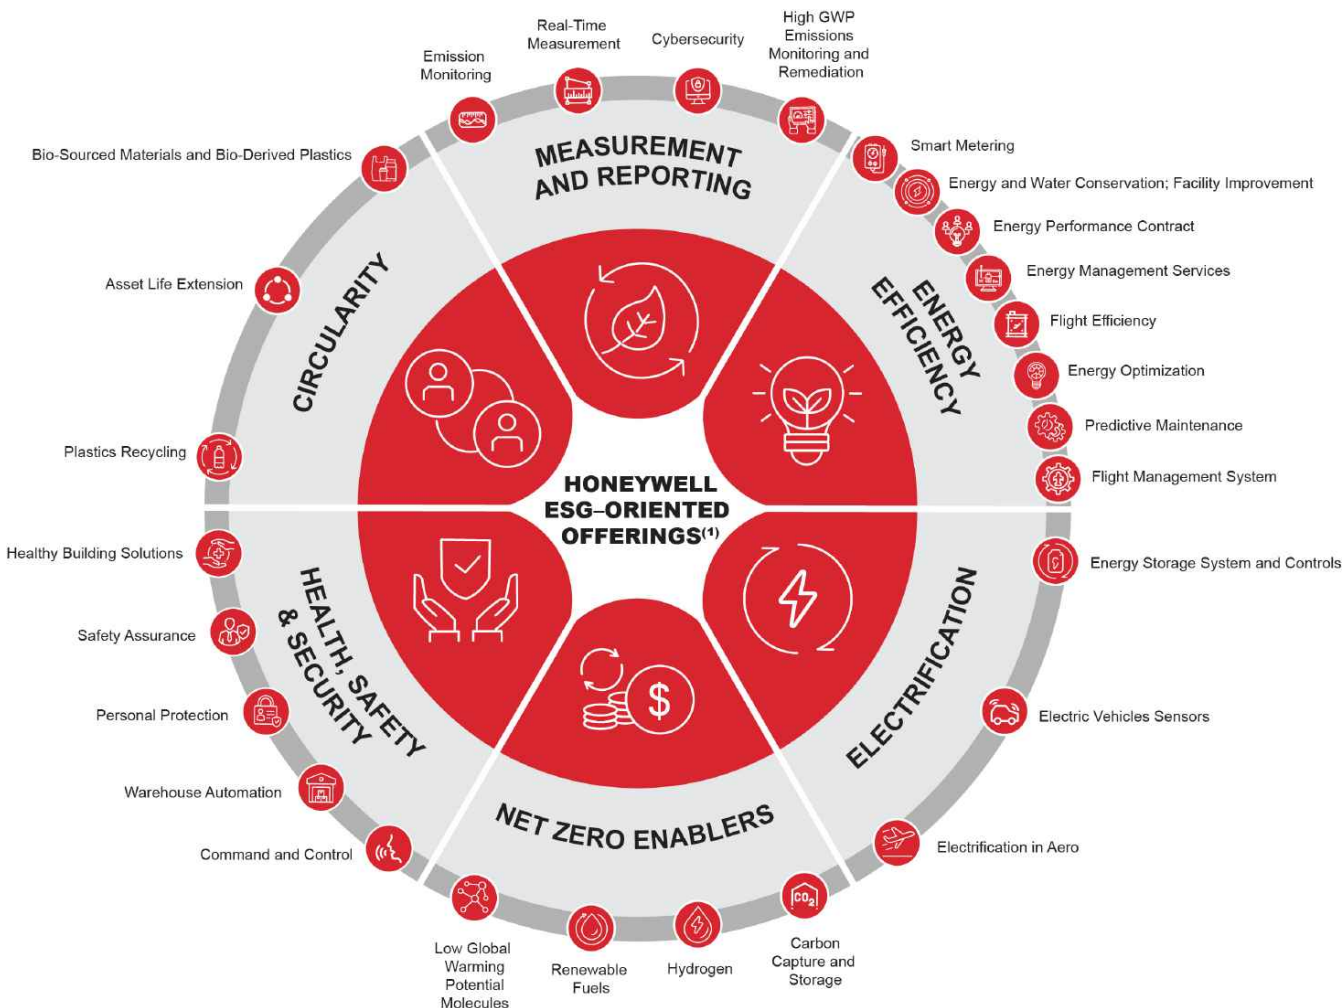 HONEYWELL
ESG–ORIENTED
OFFERINGS(1)
MEASUREMENT
AND REPORTING
Emission
Monitoring
Real-Time
Measurement
Cybersecurity
High GWP
Emissions
Monitoring and
Remediation
ENERGY
EFFICIENCY
Smart Metering
Energy and Water Conservation; Facility Improvement
Energy Performance Contract
Energy Management Services
Flight Efficiency
Energy Optimization
Predictive Maintenance
Flight Management System
ELECTRIFICATION
Energy Storage System and Controls
Electric Vehicles Sensors
Electrification in Aero
NET ZERO ENABLERS
$
CO2
Carbon
Capture and
Storage
Hydrogen
Renewable
Fuels
Low Global
Warming
Potential
Molecules
HEALTH, SAFETY
& SECURITY
Healthy Building Solutions
Safety Assurance
Personal Protection
Warehouse Automation
Command and Control
CIRCULARITY
Bio-Sourced Materials and Bio-Derived Plastics
Asset Life Extension
Plastics Recycling